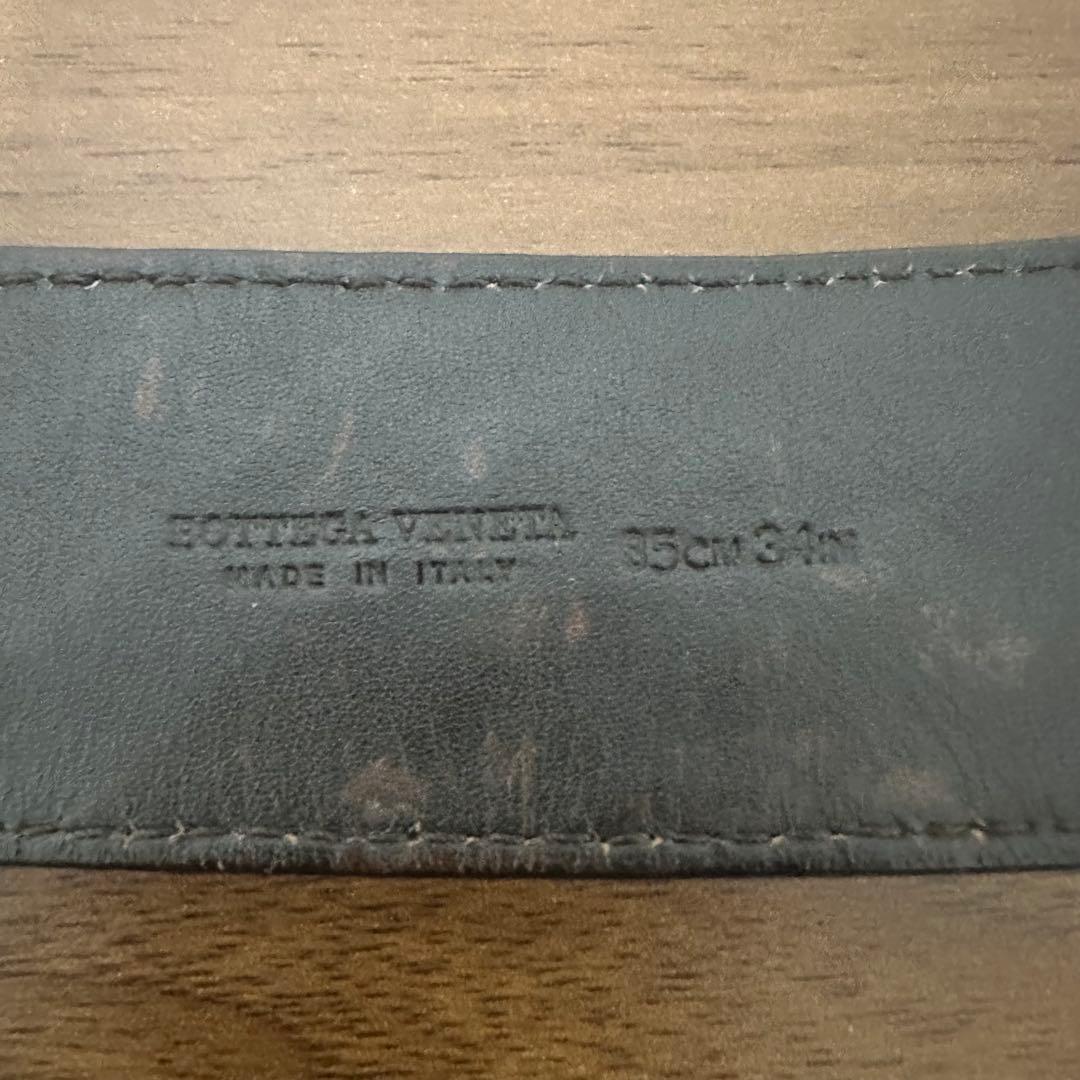 BOTTEGA VENETA
MADE IN ITALY
85CM 34IN